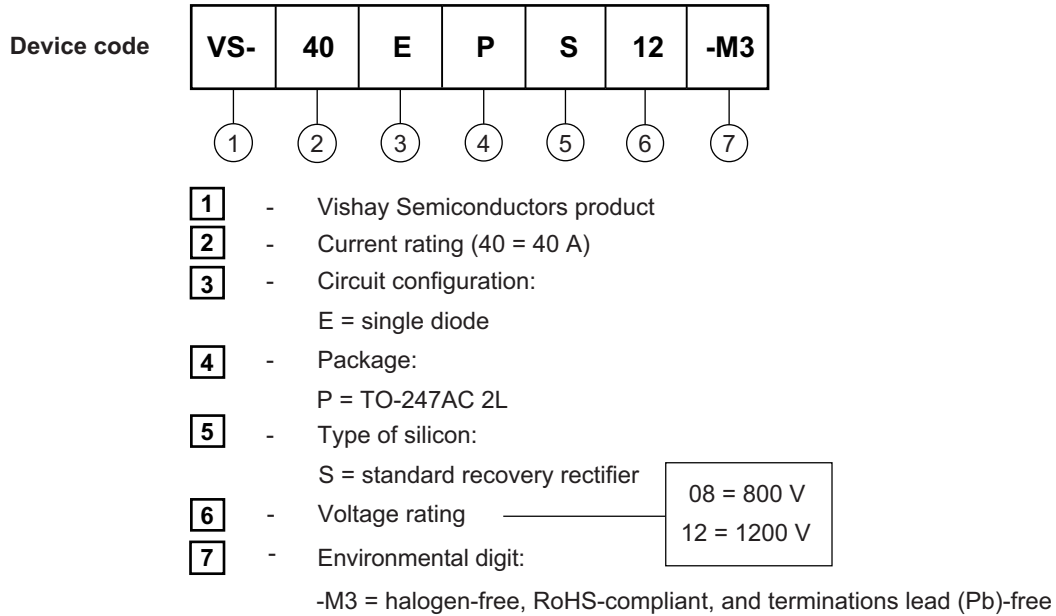 Device code VS- 40 E P S 12 -M3
1 2 3 4 5 6 7
1 - Vishay Semiconductors product
2 - Current rating (40 = 40 A)
3 - Circuit configuration:
E = single diode
4 - Package:
P = TO-247AC 2L
5 - Type of silicon:
S = standard recovery rectifier
08 = 800 V
6 - Voltage rating
12 = 1200 V
7 - Environmental digit:
-M3 = halogen-free, RoHS-compliant, and terminations lead (Pb)-free